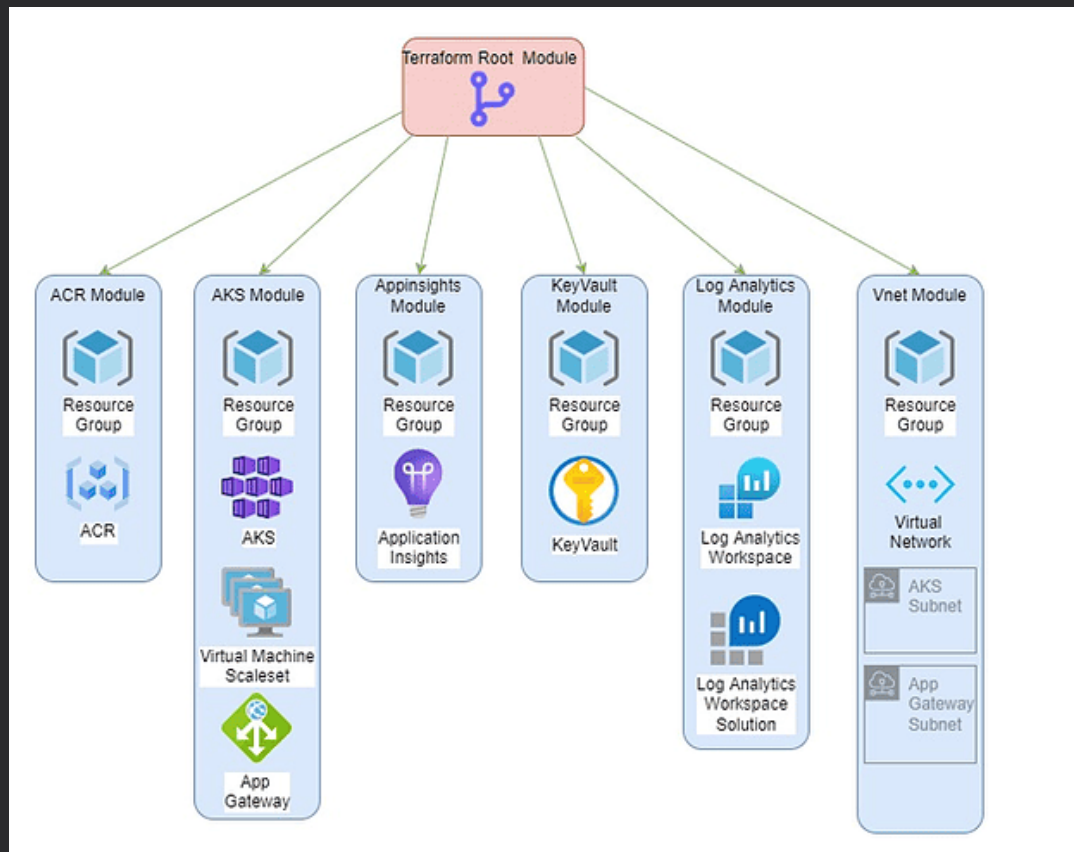 Terraform Root Module
ACR Module
Resource
Group
ACR
AKS Module
Resource
Group
AKS
Virtual Machine
Scaleset
App
Gateway
Appinsights
Module
Resource
Group
Application
Insights
KeyVault
Module
Resource
Group
KeyVault
Log Analytics
Module
Resource
Group
Log Analytics
Workspace
Log Analytics
Workspace
Solution
Vnet Module
Resource
Group
Virtual
Network
AKS
Subnet
App
Gateway
Subnet